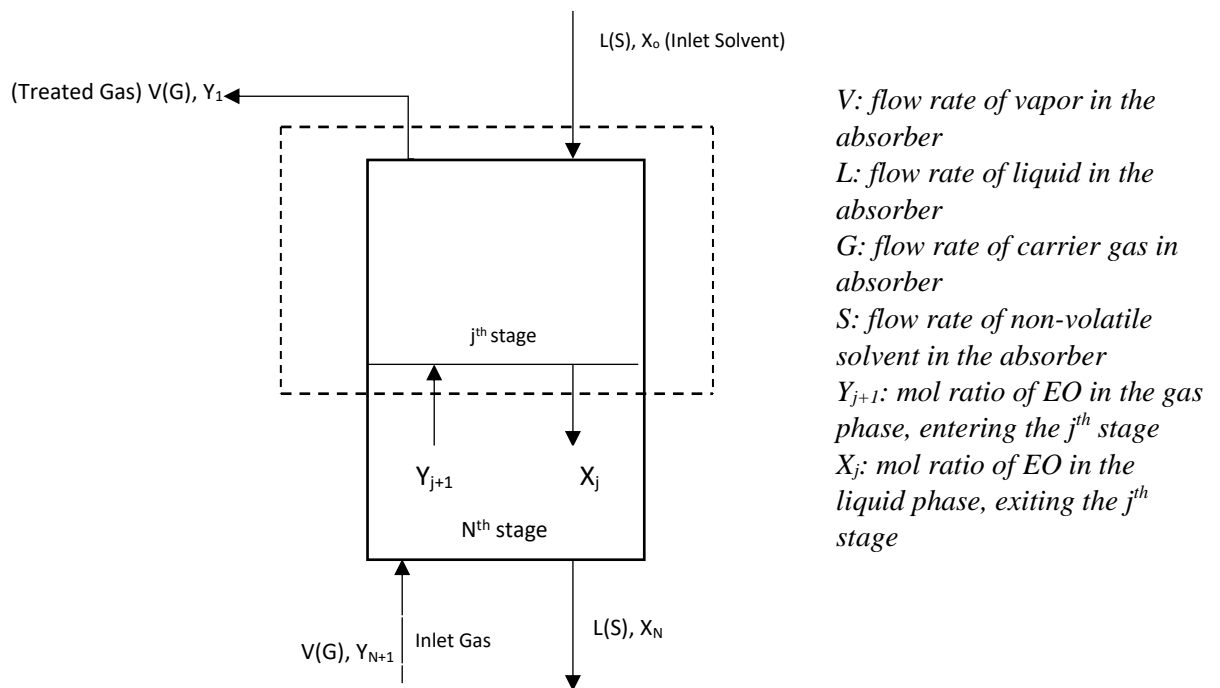 L(S), Xₒ (Inlet Solvent)
(Treated Gas) V(G), Y₁
jᵗʰ stage
Yⱼ₊₁
Xⱼ
Nᵗʰ stage
V(G), Y_N+1
Inlet Gas
L(S), X_N
V: flow rate of vapor in the
absorber
L: flow rate of liquid in the
absorber
G: flow rate of carrier gas in
absorber
S: flow rate of non-volatile
solvent in the absorber
Yⱼ₊₁: mol ratio of EO in the gas
phase, entering the jᵗʰ stage
Xⱼ: mol ratio of EO in the
liquid phase, exiting the jᵗʰ
stage